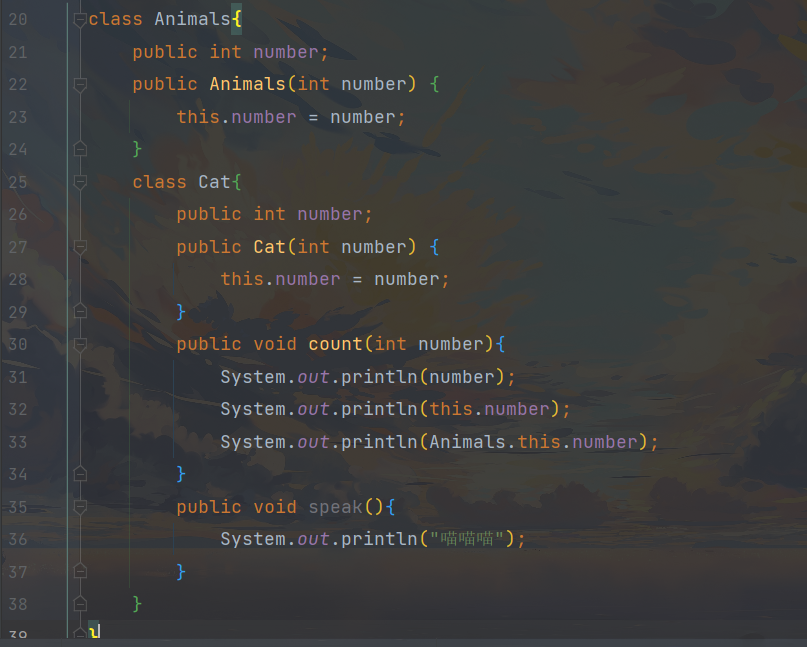 20 class Animals{
21 public int number;
22 public Animals(int number) {
23 this.number = number;
24 }
25 class Cat{
26 public int number;
27 public Cat(int number) {
28 this.number = number;
29 }
30 public void count(int number){
31 System.out.println(number);
32 System.out.println(this.number);
33 System.out.println(Animals.this.number);
34 }
35 public void speak(){
36 System.out.println("喵喵喵");
37 }
38 }
39 }